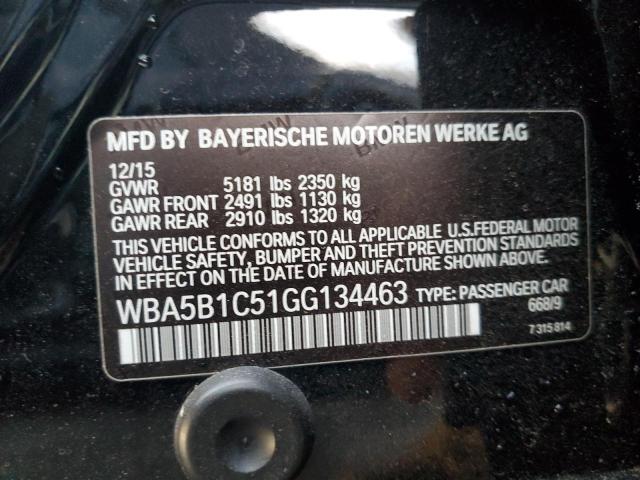 MFD BY BAYERISCHE MOTOREN WERKE AG
12/15
GVWR 5181 lbs 2350 kg
GAWR FRONT 2491 lbs 1130 kg
GAWR REAR 2910 lbs 1320 kg
THIS VEHICLE CONFORMS TO ALL APPLICABLE U.S.FEDERAL MOTOR
VEHICLE SAFETY, BUMPER AND THEFT PREVENTION STANDARDS
IN EFFECT ON DATE OF MANUFACTURE SHOWN ABOVE.
WBA5B1C51GG134463 TYPE: PASSENGER CAR
668/9
7 315 814